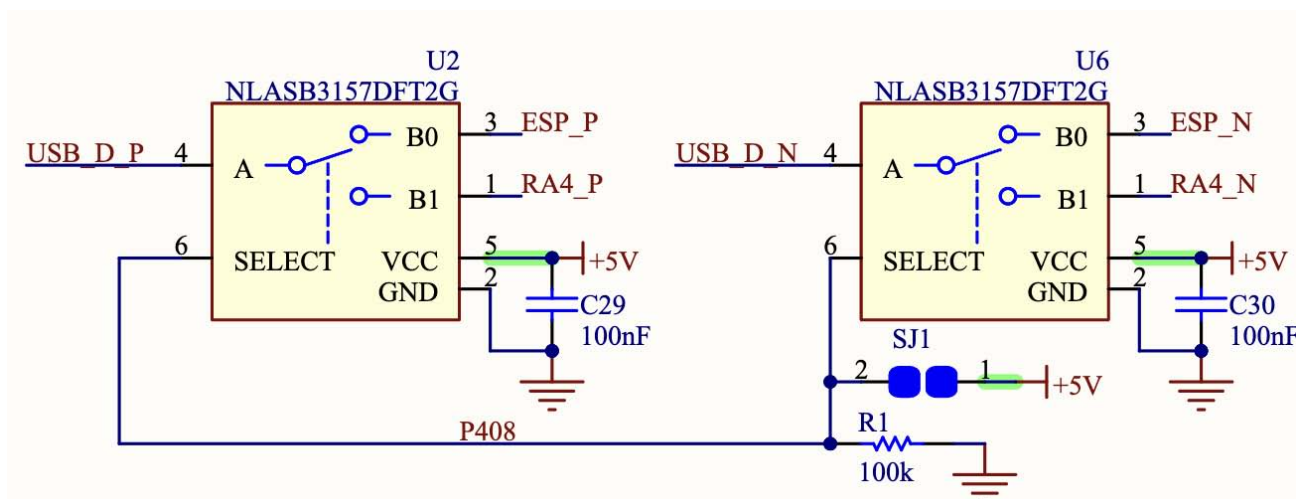 U2
NLASB3157DFT2G
USB_D_P 4 A B0 3 ESP_P
B1 1 RA4_P
6 SELECT VCC 5 +5V
GND 2
C29
100nF
U6
NLASB3157DFT2G
USB_D_N 4 A B0 3 ESP_N
B1 1 RA4_N
6 SELECT VCC 5 +5V
GND 2
C30
100nF
SJ1
2 1 +5V
P408
R1
100k